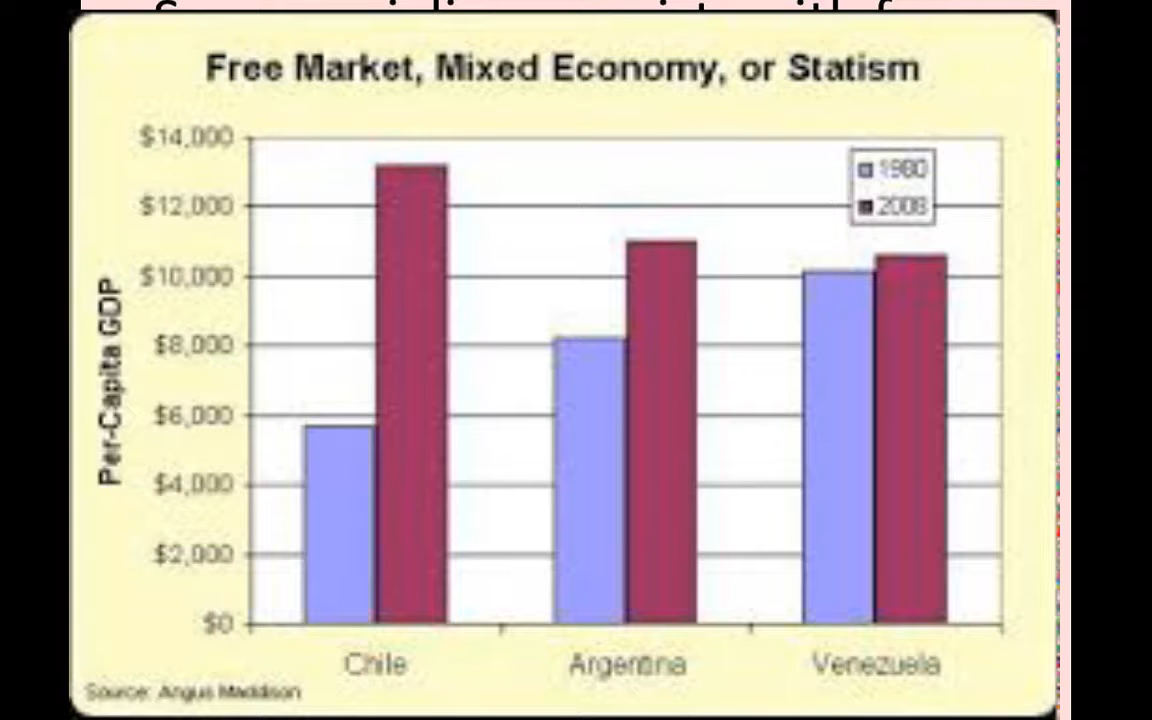 Free Market, Mixed Economy, or Statism
$14,000
$12,000
$10,000
$8,000
$6,000
$4,000
$2,000
$0
Per-Capita GDP
1980
2008
Chile
Argentina
Venezuela
Source: Angus Maddison